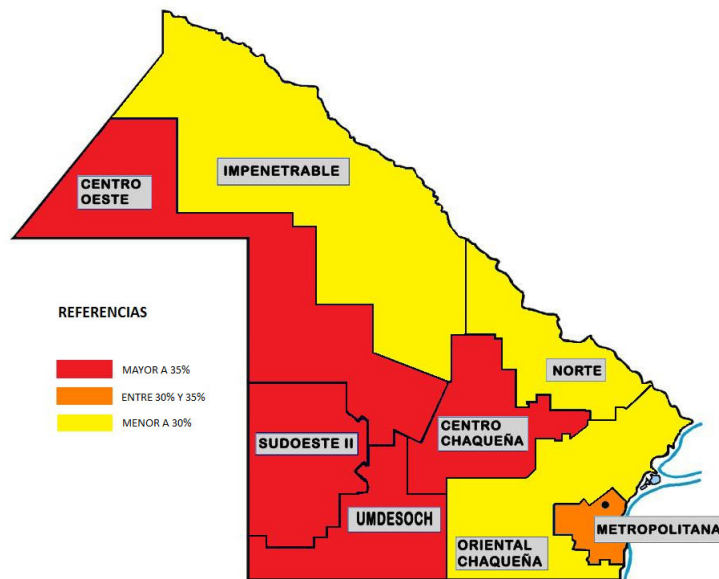 IMPENETRABLE
CENTRO
OESTE
REFERENCIAS
MAYOR A 35%
ENTRE 30% Y 35%
MENOR A 30%
NORTE
CENTRO
CHAQUEÑA
SUDOESTE II
UMDESOCH
METROPOLITANA
ORIENTAL
CHAQUEÑA